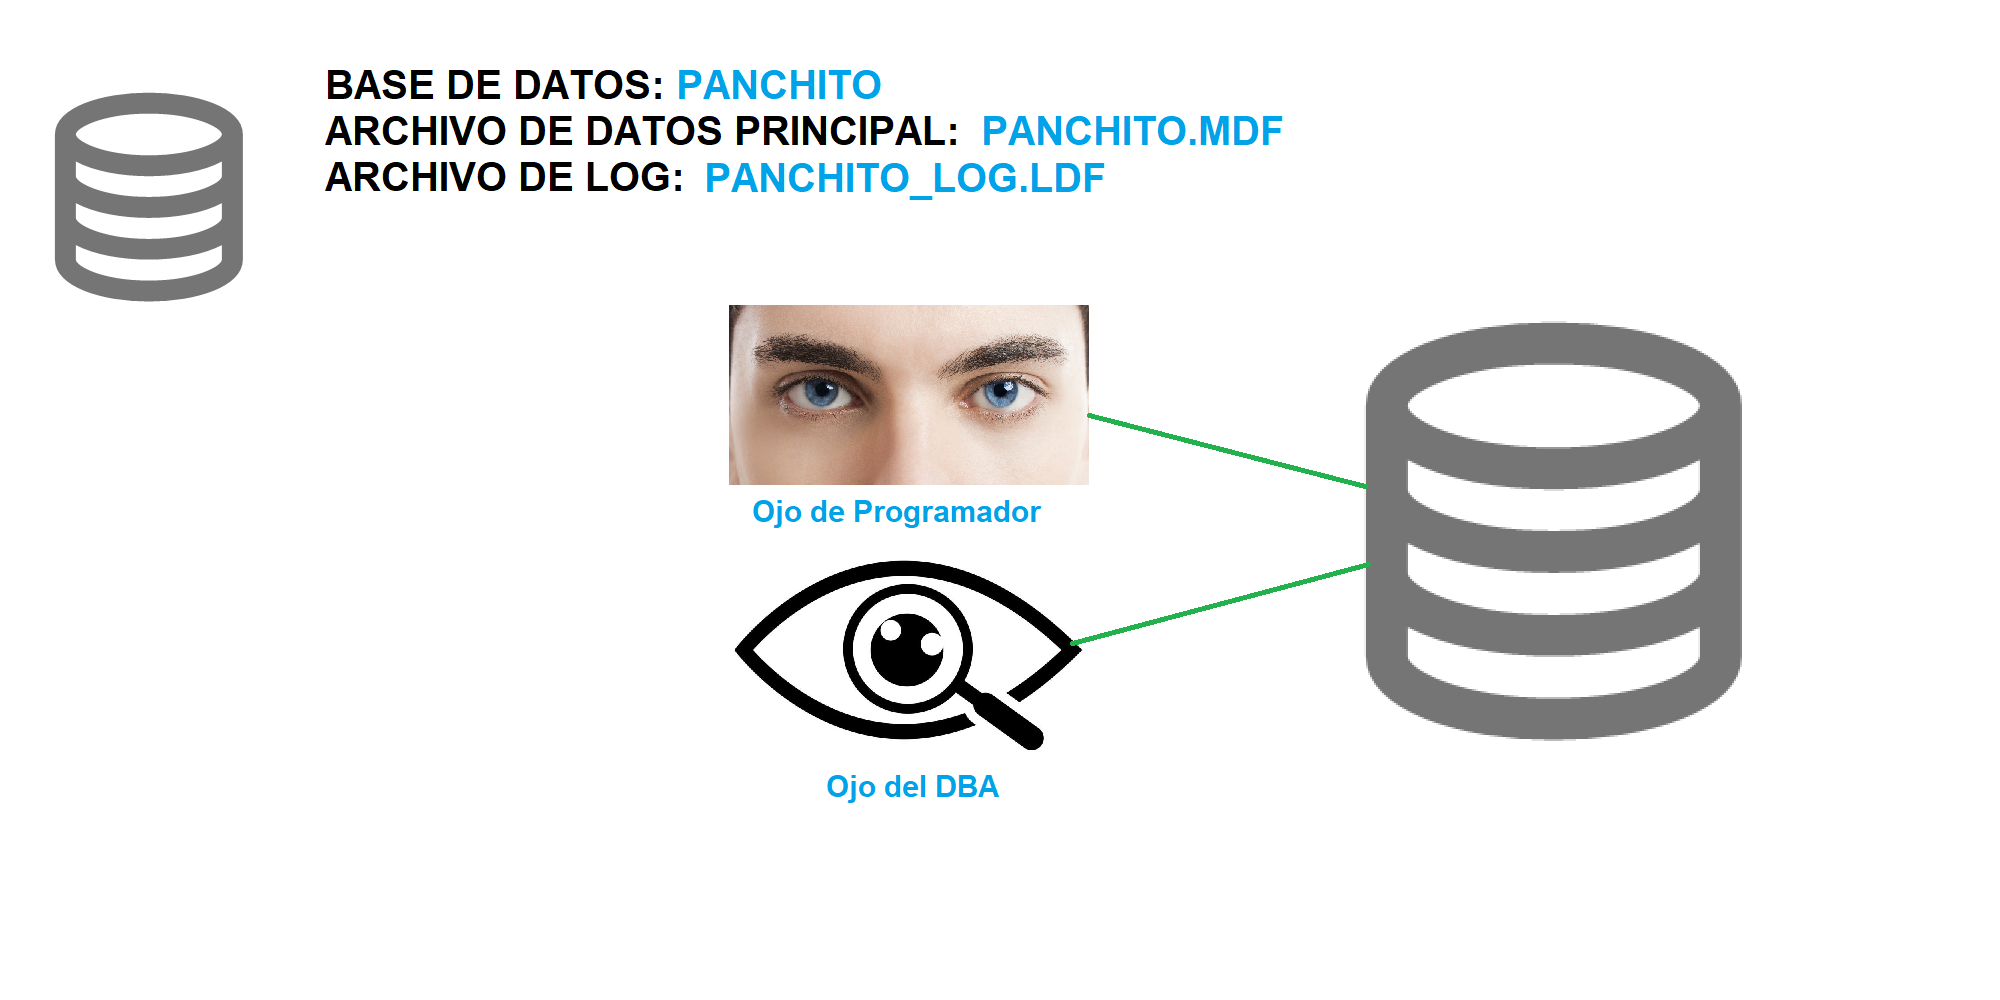 BASE DE DATOS: PANCHITO
ARCHIVO DE DATOS PRINCIPAL: PANCHITO.MDF
ARCHIVO DE LOG: PANCHITO_LOG.LDF
Ojo de Programador
Ojo del DBA